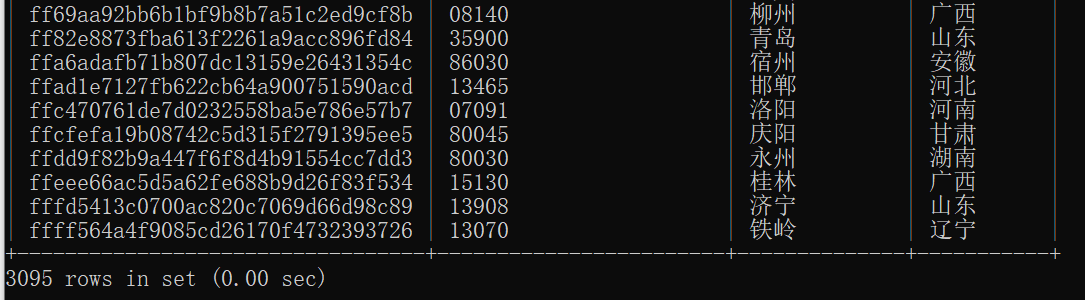 ff69aa92bb6b1bf9b8b7a51c2ed9cf8b | 08140 | 柳州 | 广西
ff82e8873fba613f2261a9acc896fd84 | 35900 | 青岛 | 山东
ffa6adafb71b807dc13159e26431354c | 86030 | 宿州 | 安徽
ffad1e7127fb622cb64a900751590acd | 13465 | 邯郸 | 河北
ffc470761de7d0232558ba5e786e57b7 | 07091 | 洛阳 | 河南
ffcfefa19b08742c5d315f2791395ee5 | 80045 | 庆阳 | 甘肃
ffdd9f82b9a447f6f8d4b91554cc7dd3 | 80030 | 永州 | 湖南
ffeee66ac5d5a62fe688b9d26f83f534 | 15130 | 桂林 | 广西
fffd5413c0700ac820c7069d66d98c89 | 13908 | 济宁 | 山东
ffff564a4f9085cd26170f4732393726 | 13070 | 铁岭 | 辽宁
3095 rows in set (0.00 sec)